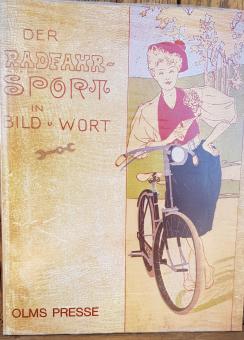 DER
RADFAHR-
SPORT
IN
BILD u WORT
OLMS PRESSE